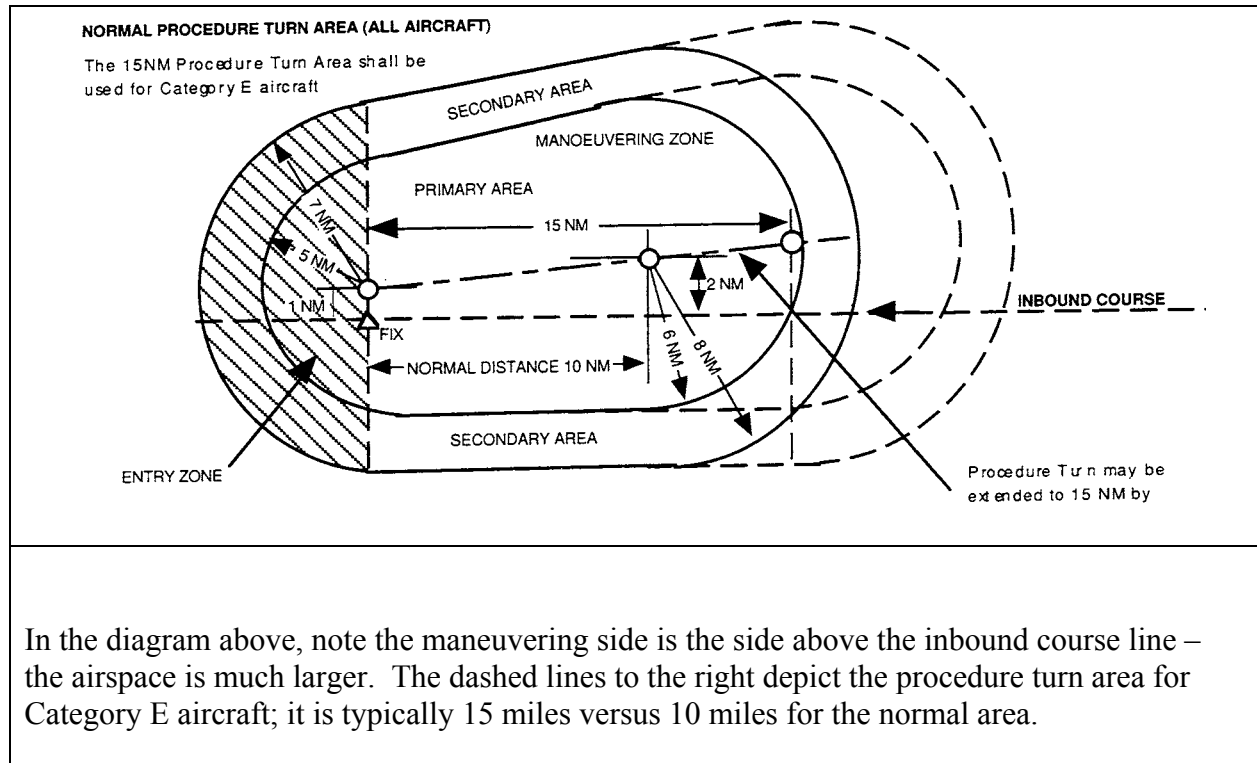 NORMAL PROCEDURE TURN AREA (ALL AIRCRAFT)
The 15NM Procedure Turn Area shall be
used for Category E aircraft
SECONDARY AREA
MANOEUVERING ZONE
PRIMARY AREA
7 NM
15 NM
5 NM
2 NM
1 NM
INBOUND COURSE
FIX
6 NM
8 NM
NORMAL DISTANCE 10 NM
SECONDARY AREA
ENTRY ZONE
Procedure Turn may be
extended to 15 NM by
In the diagram above, note the maneuvering side is the side above the inbound course line –
the airspace is much larger.  The dashed lines to the right depict the procedure turn area for
Category E aircraft; it is typically 15 miles versus 10 miles for the normal area.